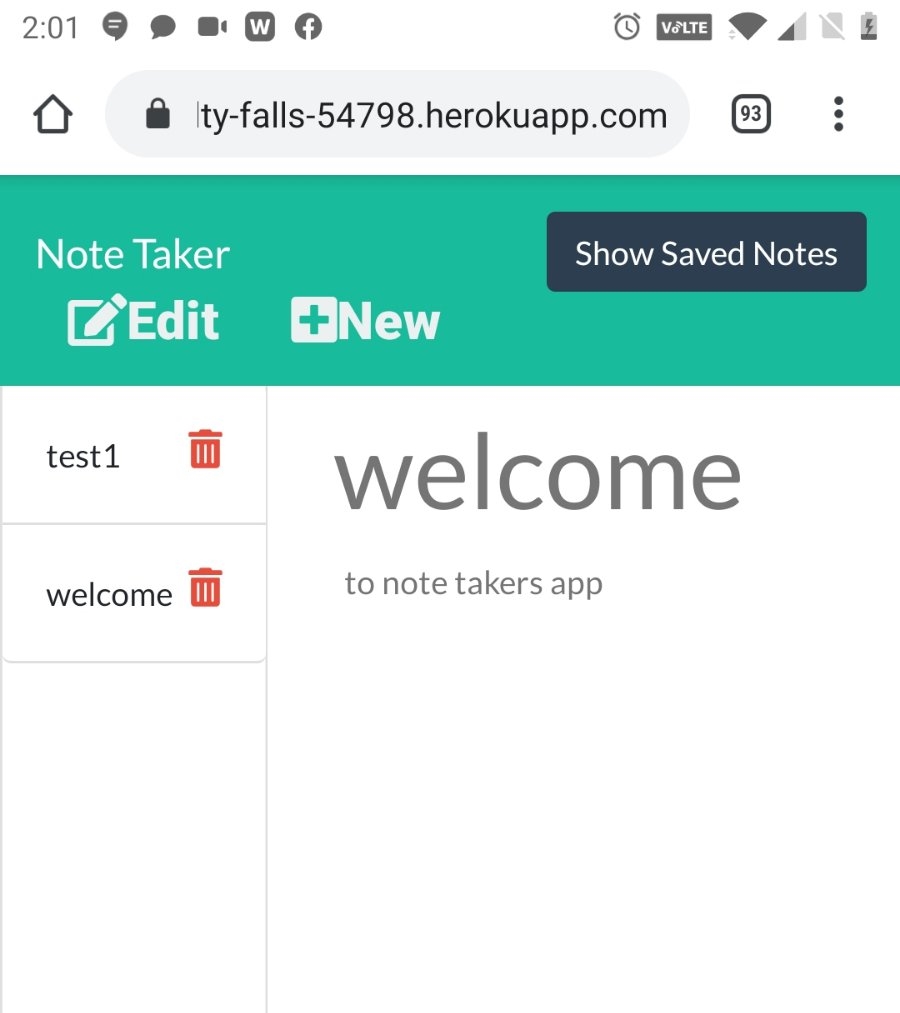 2:01 W VoLTE
lty-falls-54798.herokuapp.com 93
Note Taker
Show Saved Notes
Edit New
test1
welcome
welcome
to note takers app